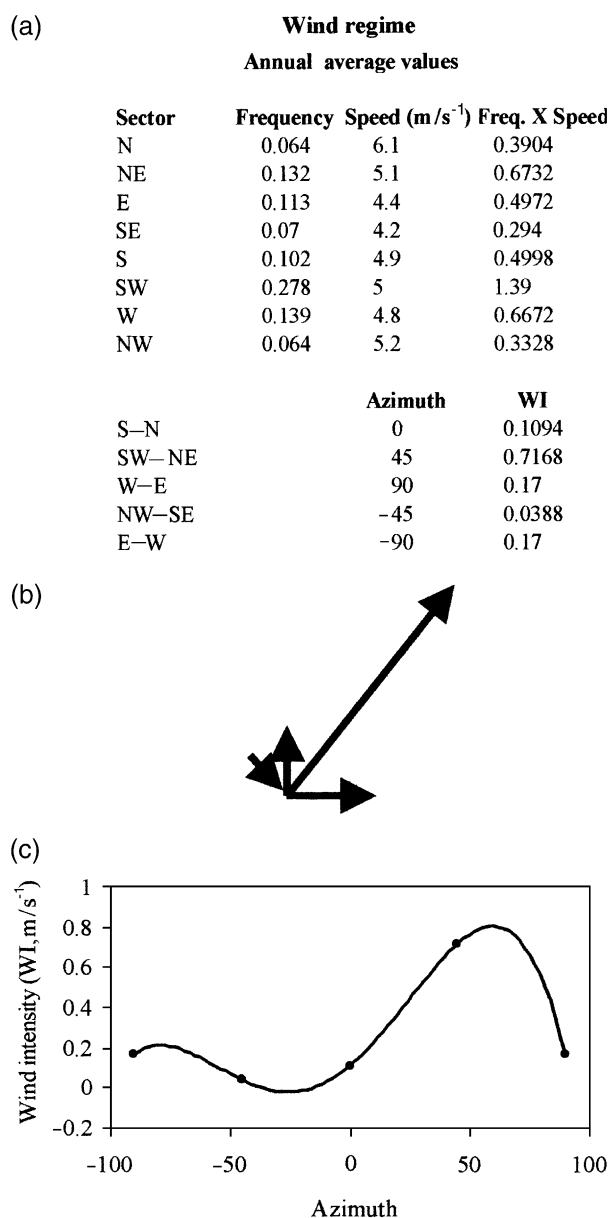 (a)
Wind regime
Annual average values
Sector Frequency Speed (m/s⁻¹) Freq. X Speed
N 0.064 6.1 0.3904
NE 0.132 5.1 0.6732
E 0.113 4.4 0.4972
SE 0.07 4.2 0.294
S 0.102 4.9 0.4998
SW 0.278 5 1.39
W 0.139 4.8 0.6672
NW 0.064 5.2 0.3328
Azimuth WI
S–N 0 0.1094
SW–NE 45 0.7168
W–E 90 0.17
NW–SE −45 0.0388
E–W −90 0.17
(b)
(c)
Wind intensity (WI, m/s⁻¹)
1
0.8
0.6
0.4
0.2
0
−0.2
−100 −50 0 50 100
Azimuth